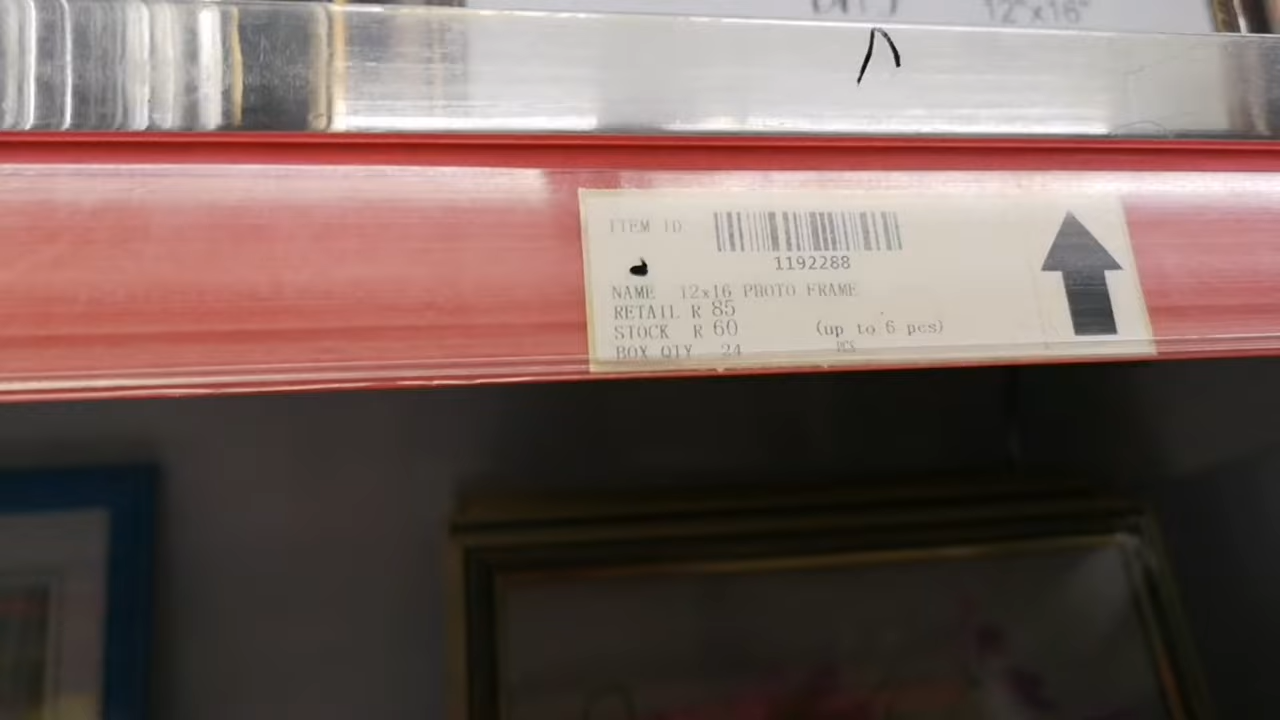 12"x16"
ITEM ID
1192288
NAME 12x16 PHOTO FRAME
RETAIL R 85
STOCK R 60 (up to 6 pcs)
BOX QTY 24 PCS